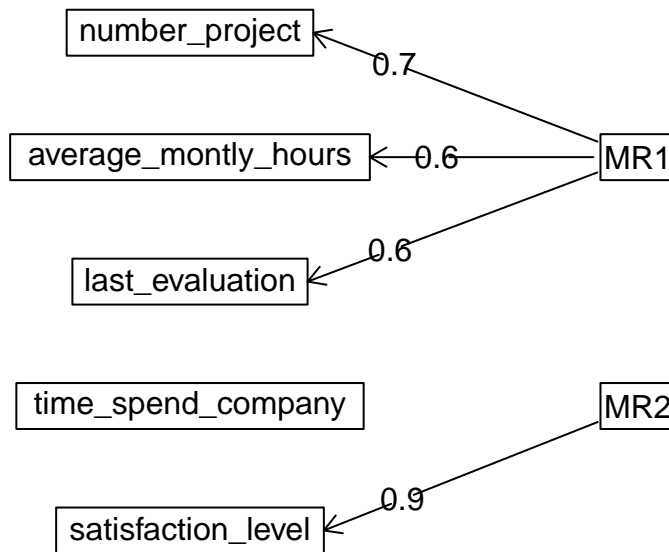 number_project
0.7
average_montly_hours
0.6
MR1
0.6
last_evaluation
time_spend_company
MR2
0.9
satisfaction_level